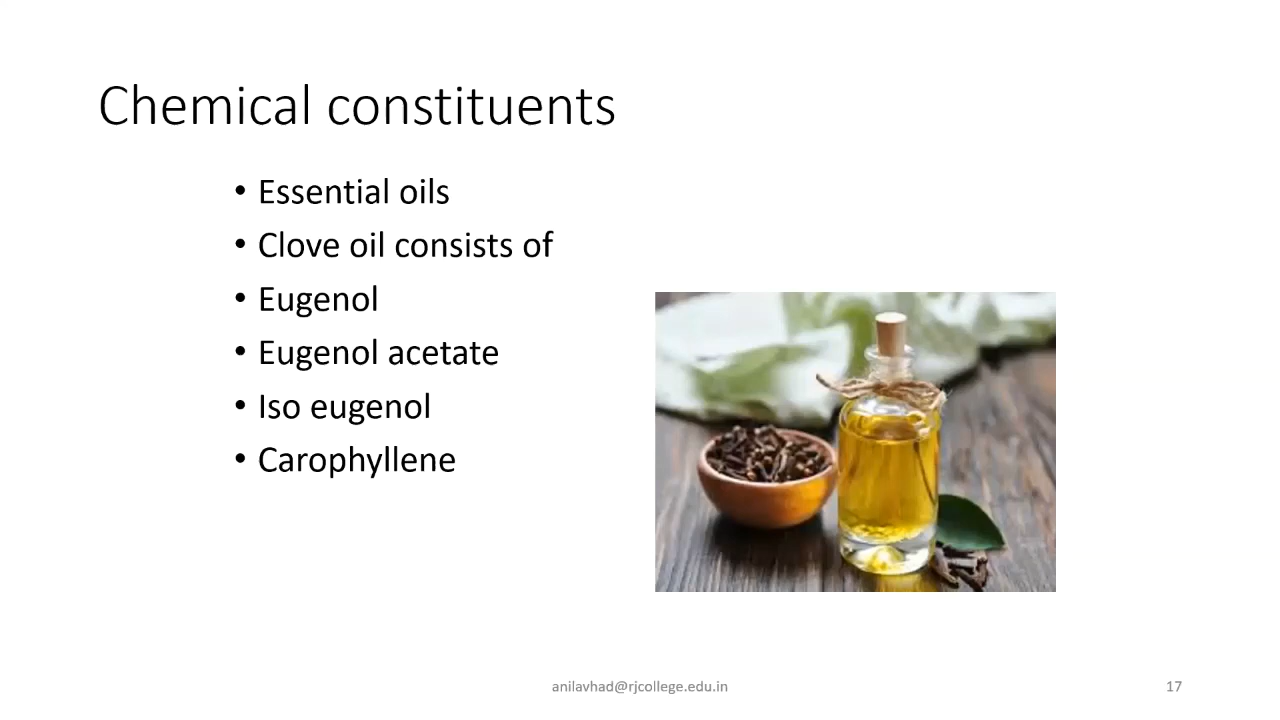 Chemical constituents
• Essential oils
• Clove oil consists of
• Eugenol
• Eugenol acetate
• Iso eugenol
• Carophyllene
anilavhad@rjcollege.edu.in
17